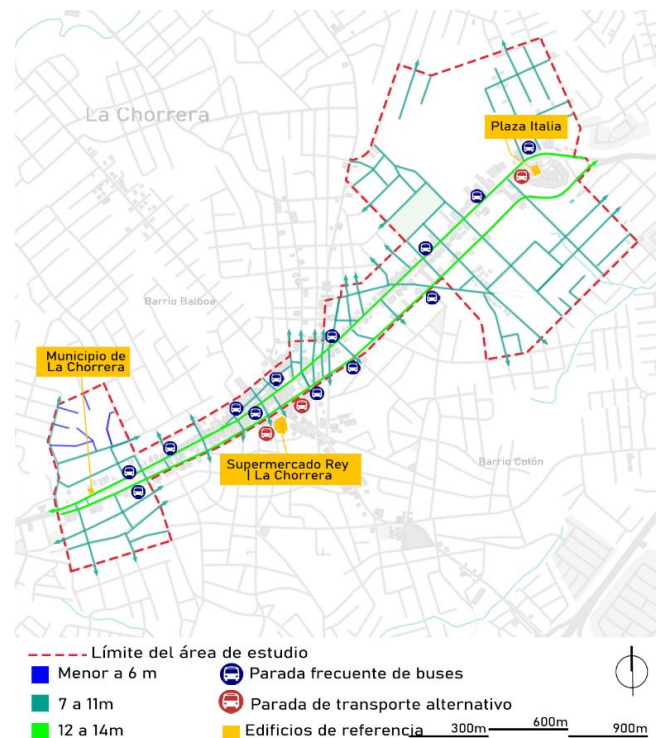 La Chorrera
Plaza Italia
Barrio Balboa
Municipio de
La Chorrera
Supermercado Rey
| La Chorrera
Barrio Colón
Límite del área de estudio
Menor a 6 m
Parada frecuente de buses
7 a 11m
Parada de transporte alternativo
12 a 14m
Edificios de referencia
300m
600m
900m